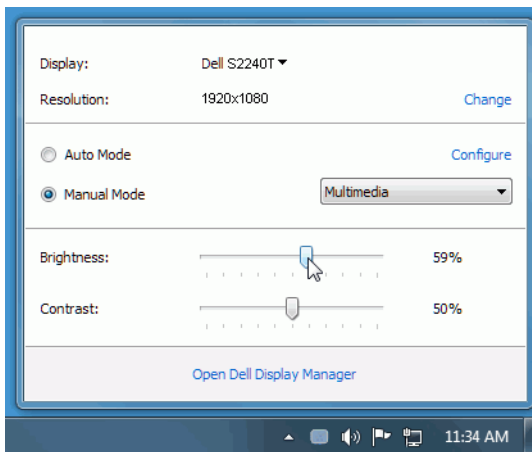 Display: Dell S2240T
Resolution: 1920x1080 Change
Auto Mode Configure
Manual Mode Multimedia
Brightness: 59%
Contrast: 50%
Open Dell Display Manager
11:34 AM